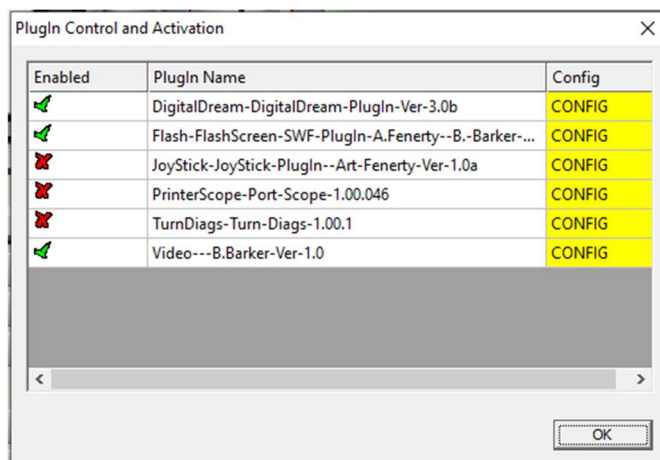 PlugIn Control and Activation
Enabled PlugIn Name Config
DigitalDream-DigitalDream-PlugIn-Ver-3.0b CONFIG
Flash-FlashScreen-SWF-PlugIn-A.Fenerty--B.-Barker-... CONFIG
JoyStick-JoyStick-PlugIn--Art-Fenerty-Ver-1.0a CONFIG
PrinterScope-Port-Scope-1.00.046 CONFIG
TurnDiags-Turn-Diags-1.00.1 CONFIG
Video---B.Barker-Ver-1.0 CONFIG
OK